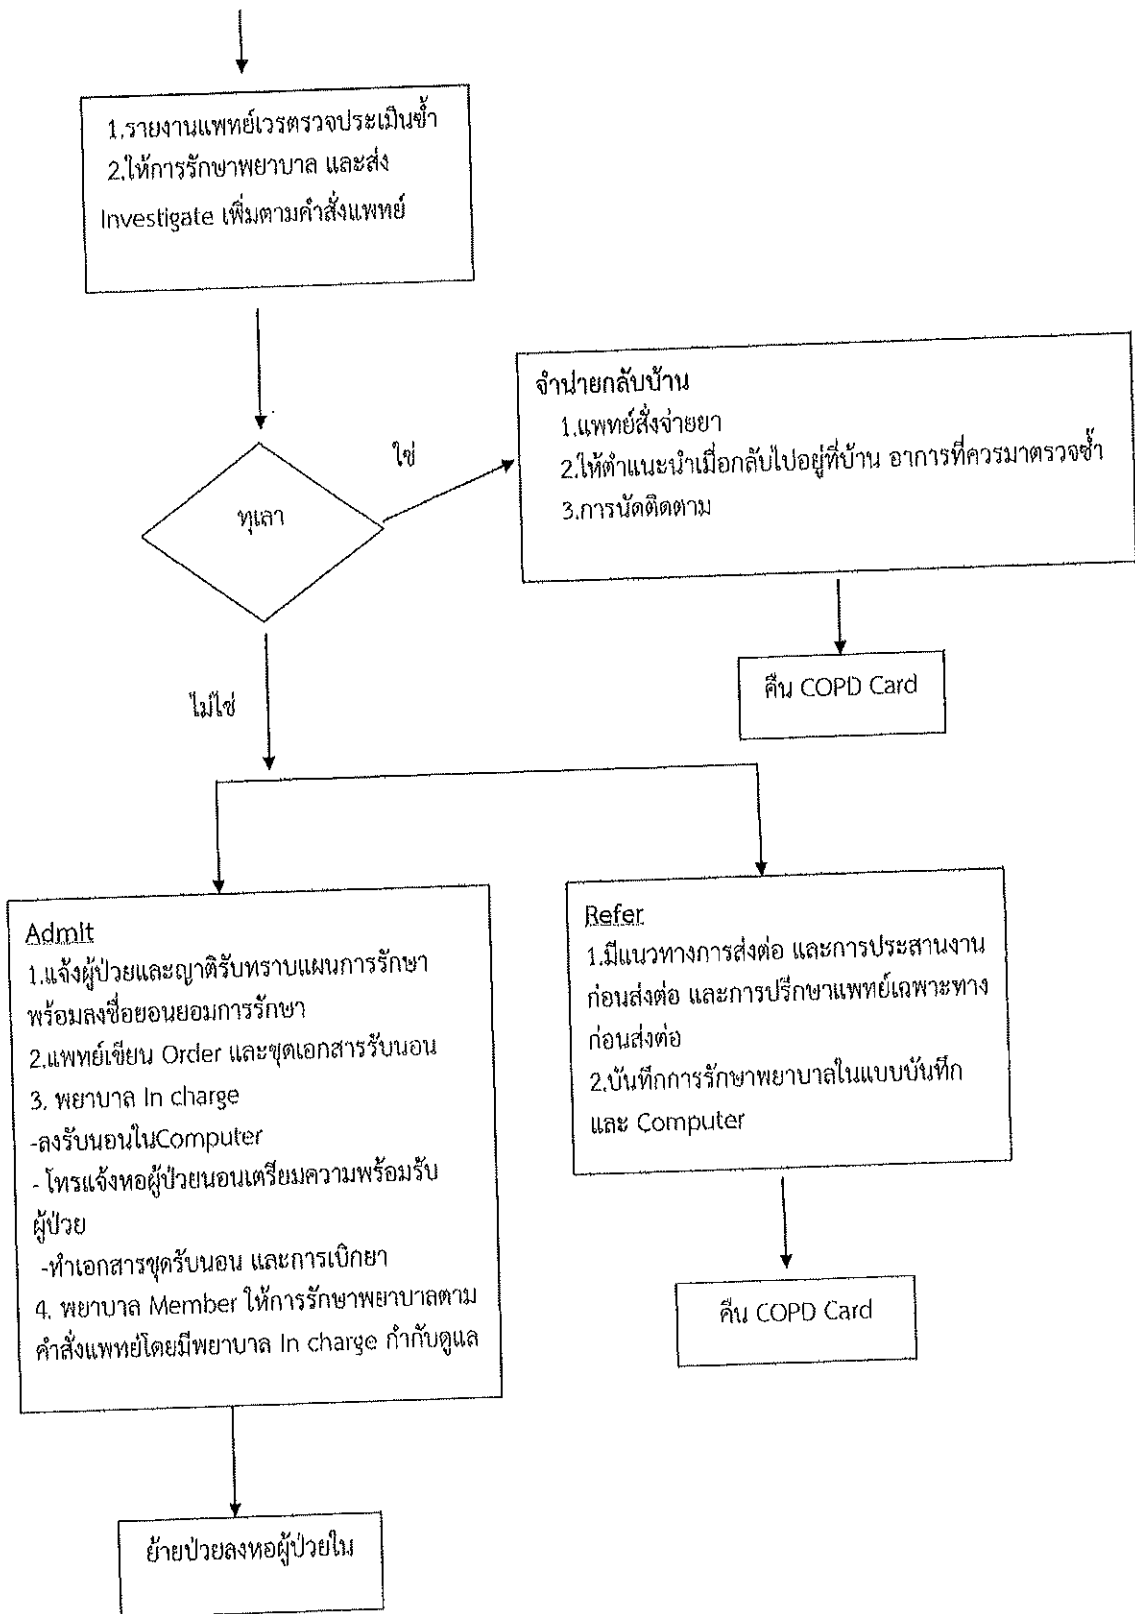 1.รายงานแพทย์เวรตรวจประเมินซ้ำ
2.ให้การรักษาพยาบาล และส่ง
Investigate เพิ่มตามคำสั่งแพทย์
ทุเลา
ใช่
จำน่ายกลับบ้าน
1.แพทย์สั่งจ่ายยา
2.ให้ตำแนะนำเมื่อกลับไปอยู่ที่บ้าน อาการที่ควรมาตรวจซ้ำ
3.การนัดติดตาม
คืน COPD Card
ไม่ใช่
Admit
1.แจ้งผู้ป่วยและญาติรับทราบแผนการรักษา
พร้อมลงชื่อยอนยอมการรักษา
2.แพทย์เขียน Order และชุดเอกสารรับนอน
3. พยาบาล In charge
-ลงรับนอนในComputer
- โทรแจ้งหอผู้ป่วยนอนเตรียมความพร้อมรับ
ผู้ป่วย
-ทำเอกสารชุดรับนอน และการเบิกยา
4. พยาบาล Member ให้การรักษาพยาบาลตาม
คำสั่งแพทย์โดยมีพยาบาล In charge กำกับดูแล
Refer
1.มีแนวทางการส่งต่อ และการประสานงาน
ก่อนส่งต่อ และการปรึกษาแพทย์เฉพาะทาง
ก่อนส่งต่อ
2.บันทึกการรักษาพยาบาลในแบบบันทึก
และ Computer
คืน COPD Card
ย้ายป่วยลงหอผู้ป่วยใน